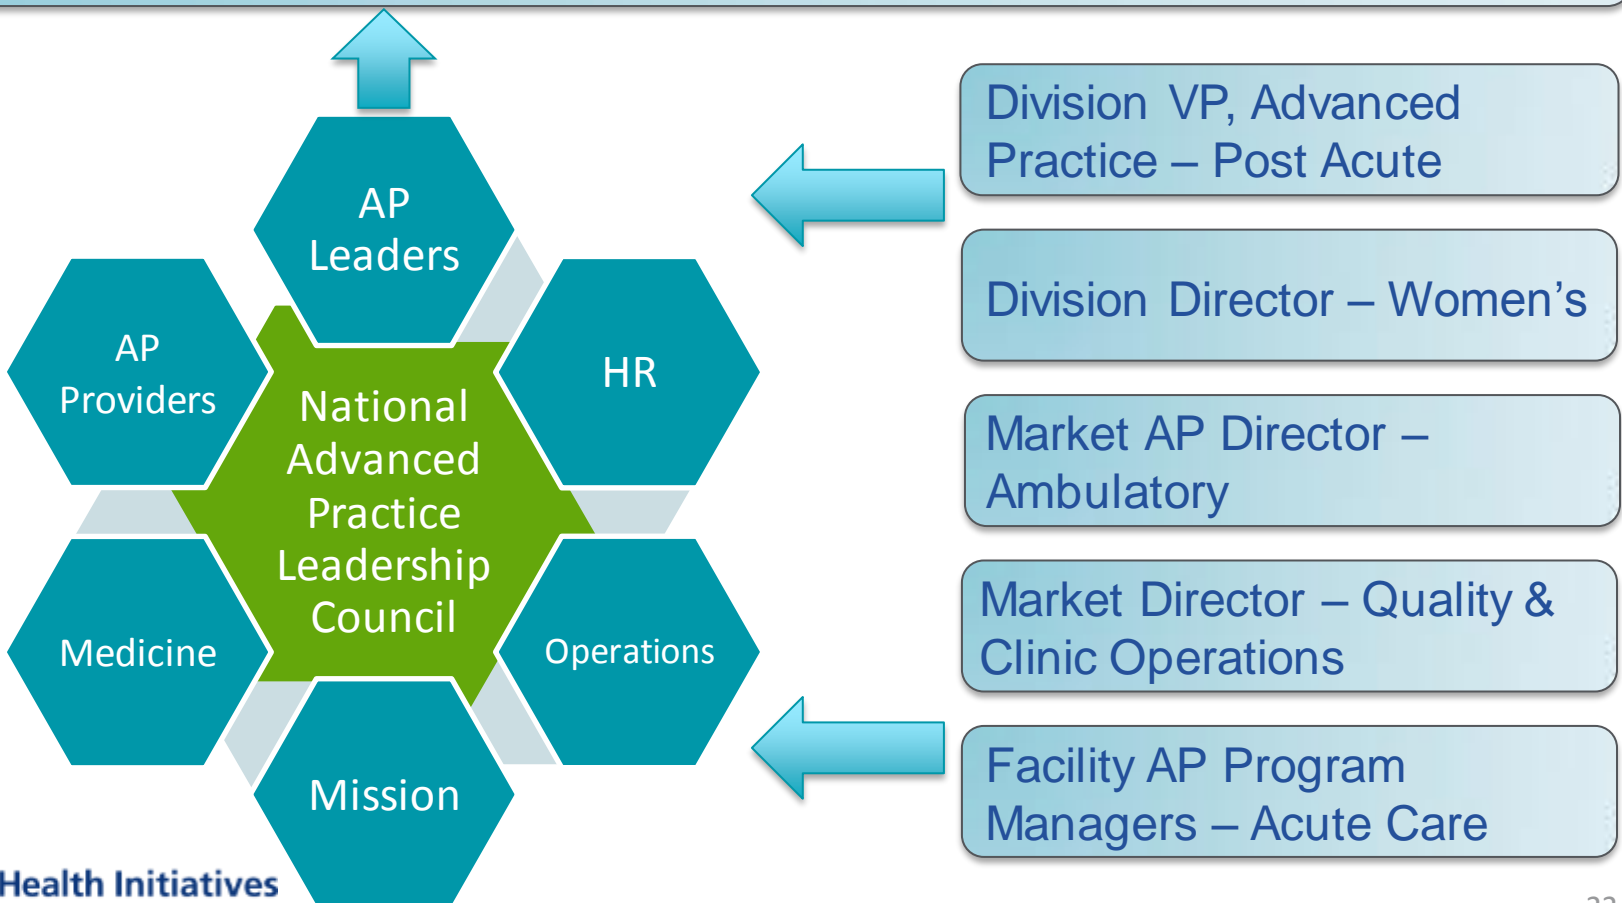 AP
Leaders
AP
Providers
HR
National
Advanced
Practice
Leadership
Council
Medicine
Operations
Mission
Division VP, Advanced
Practice – Post Acute
Division Director – Women’s
Market AP Director –
Ambulatory
Market Director – Quality &
Clinic Operations
Facility AP Program
Managers – Acute Care
Health Initiatives